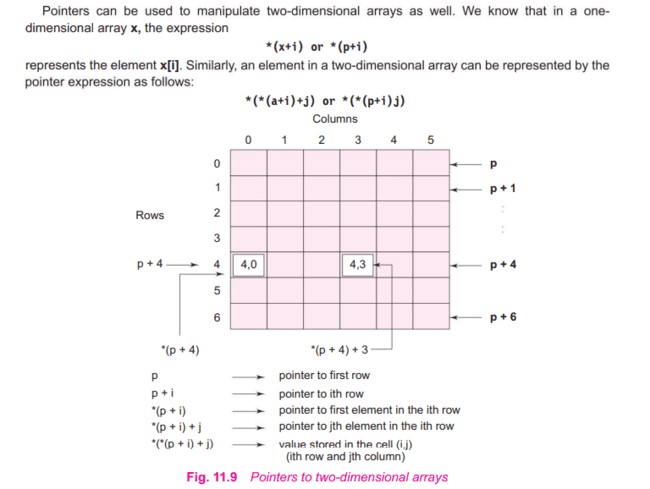 Pointers can be used to manipulate two-dimensional arrays as well. We know that in a one-
dimensional array x, the expression
*(x+i) or *(p+i)
represents the element x[i]. Similarly, an element in a two-dimensional array can be represented by the
pointer expression as follows:
*(*(a+i)+j) or *(*(p+i)j)
Columns
0 1 2 3 4 5
0 p
1 p + 1
Rows 2 :
3 :
p + 4 4 4,0 4,3 p + 4
5
6 p + 6
*(p + 4) *(p + 4) + 3
p pointer to first row
p + i pointer to ith row
*(p + i) pointer to first element in the ith row
*(p + i) + j pointer to jth element in the ith row
*(*(p + i) + j) value stored in the cell (i,j)
(ith row and jth column)
Fig. 11.9 Pointers to two-dimensional arrays